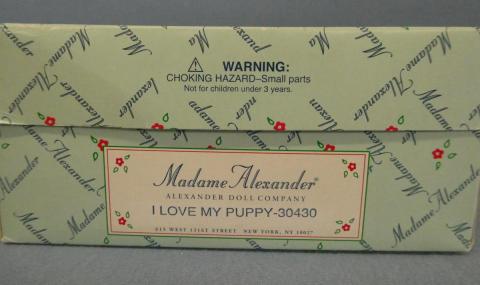 WARNING:
CHOKING HAZARD–Small parts
Not for children under 3 years.
Madame Alexander®
ALEXANDER DOLL COMPANY
I LOVE MY PUPPY-30430
615 WEST 131ST STREET NEW YORK, NY 10027